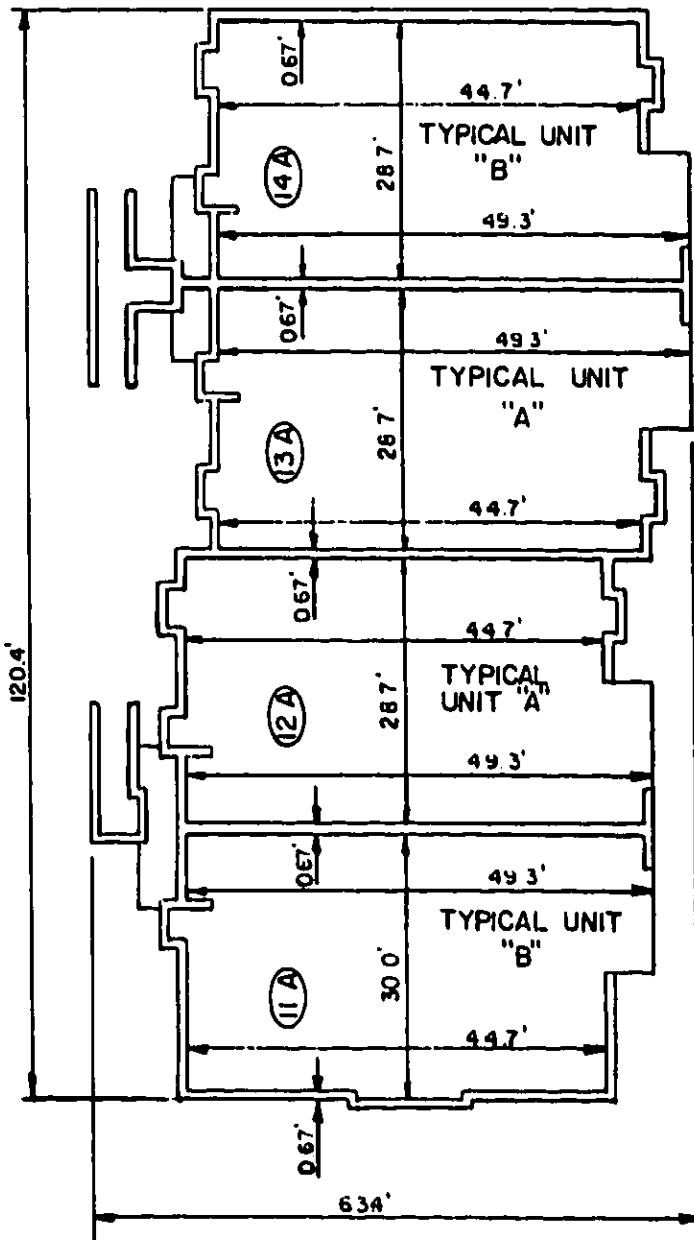 0.67'
44.7'
TYPICAL UNIT
"B"
14 A
28.7'
49.3'
0.67'
49.3'
TYPICAL UNIT
"A"
13 A
28.7'
44.7'
0.67'
120.4'
44.7'
TYPICAL
UNIT "A"
12 A
28.7'
49.3'
0.67'
49.3'
TYPICAL UNIT
"B"
30.0'
11 A
44.7'
0.67'
63.4'